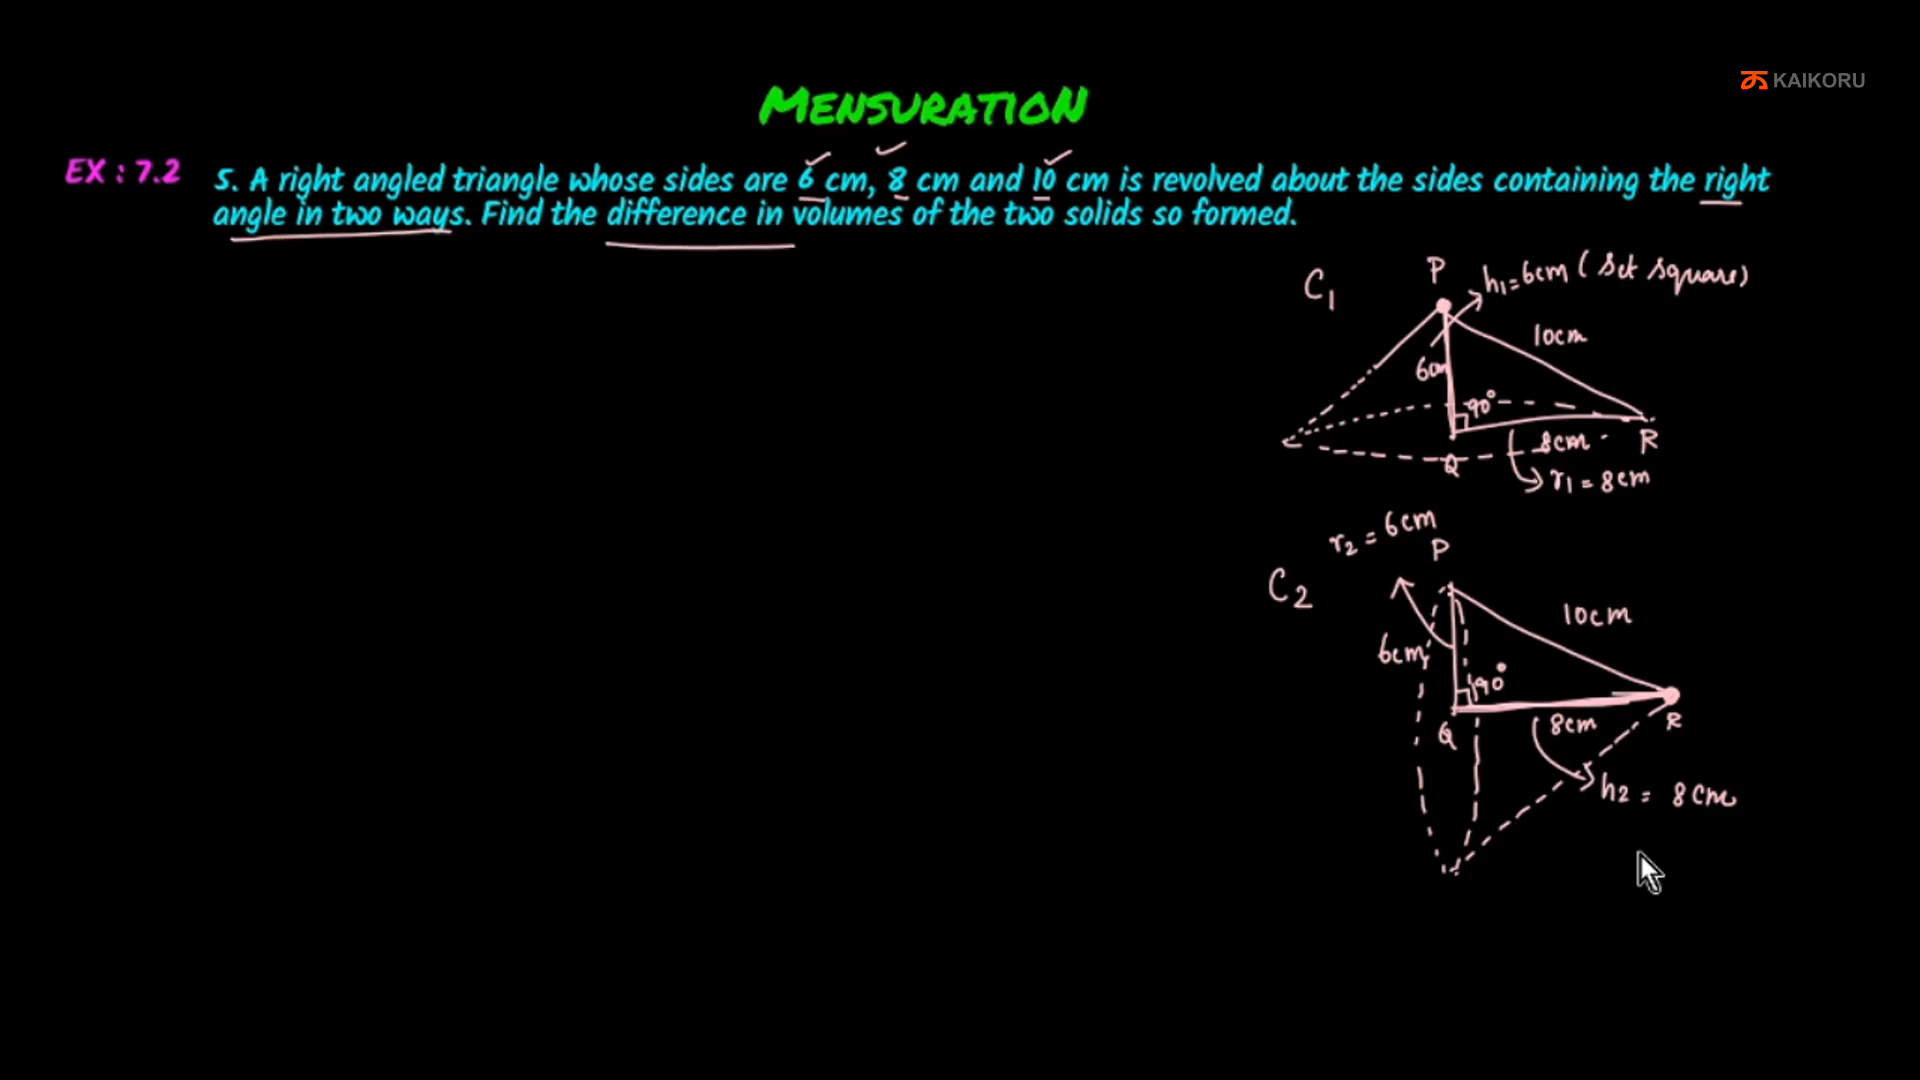 KAIKORU
MENSURATION
EX : 7.2
5. A right angled triangle whose sides are 6 cm, 8 cm and 10 cm is revolved about the sides containing the right
angle in two ways. Find the difference in volumes of the two solids so formed.
C1
P
h1=6cm (Set square)
10cm
6cm
90°
8cm
R
Q
r1 = 8cm
r2 = 6cm
P
C2
10cm
6cm
90°
8cm
R
Q
h2 = 8cm